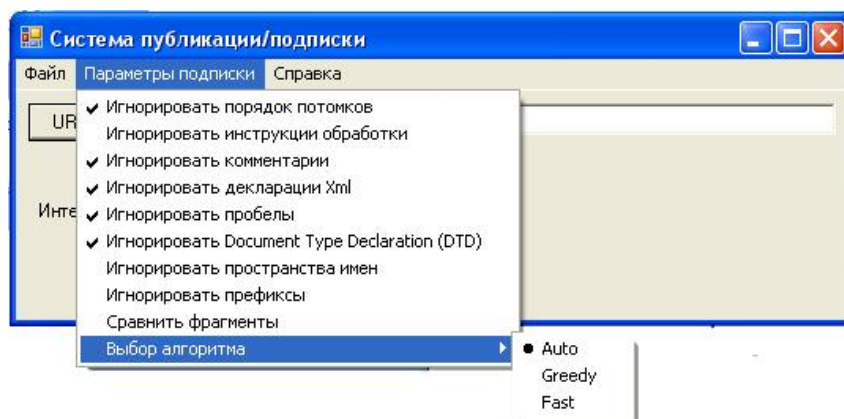 Система публикации/подписки
Файл Параметры подписки Справка
UR
Игнорировать порядок потомков
Игнорировать инструкции обработки
Игнорировать комментарии
Игнорировать декларации Xml
Инте
Игнорировать пробелы
Игнорировать Document Type Declaration (DTD)
Игнорировать пространства имен
Игнорировать префиксы
Сравнить фрагменты
Выбор алгоритма
Auto
Greedy
Fast